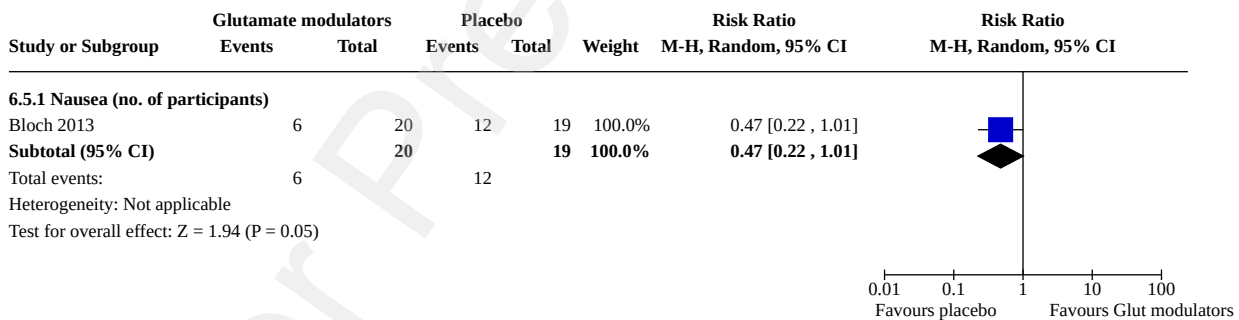 Glutamate modulators Placebo Risk Ratio Risk Ratio
Study or Subgroup Events Total Events Total Weight M-H, Random, 95% CI M-H, Random, 95% CI
6.5.1 Nausea (no. of participants)
Bloch 2013 6 20 12 19 100.0% 0.47 [0.22 , 1.01]
Subtotal (95% CI) 20 19 100.0% 0.47 [0.22 , 1.01]
Total events: 6 12
Heterogeneity: Not applicable
Test for overall effect: Z = 1.94 (P = 0.05)
0.01 0.1 1 10 100
Favours placebo Favours Glut modulators